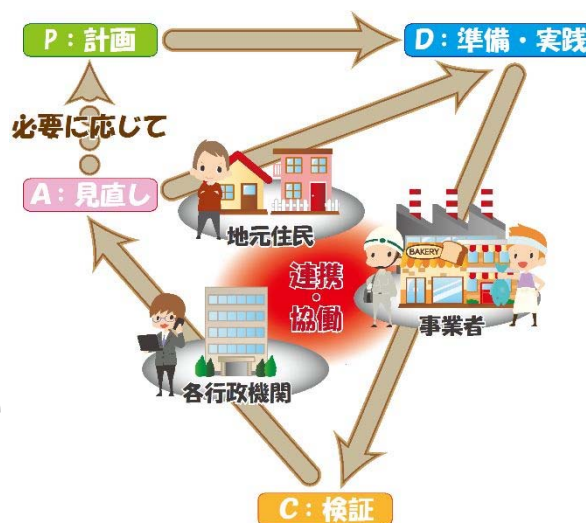 P：計画
D：準備・実践
必要に応じて
A：見直し
地元住民
BAKERY
連携
・
協働
事業者
各行政機関
C：検証